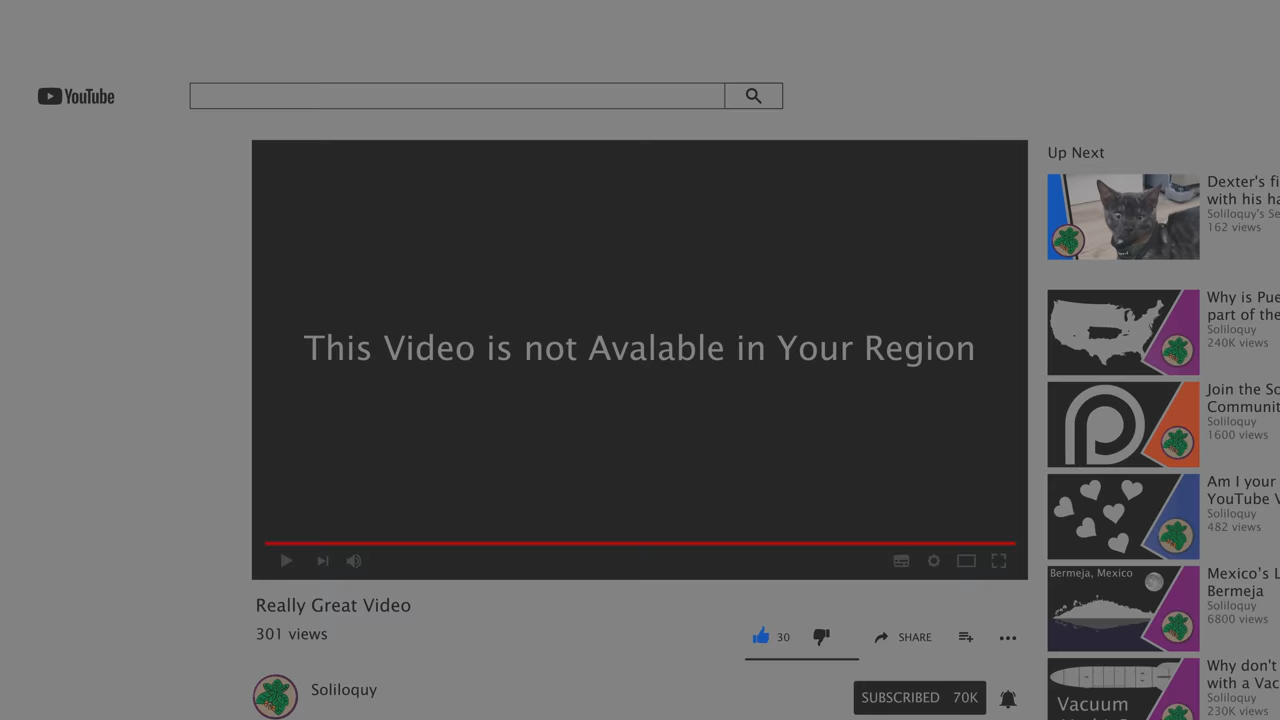 YouTube
This Video is not Avalable in Your Region
Really Great Video
301 views
30
SHARE
Soliloquy
SUBSCRIBED 70K
Up Next
Dexter's fi
with his ha
Soliloquy's Se
162 views
Why is Pue
part of the
Soliloquy
240K views
Join the So
Communit
Soliloquy
1600 views
Am I your
YouTube V
Soliloquy
482 views
Bermeja, Mexico
Mexico's L
Bermeja
Soliloquy
6800 views
Vacuum
Why don't
with a Vac
Soliloquy
230K views